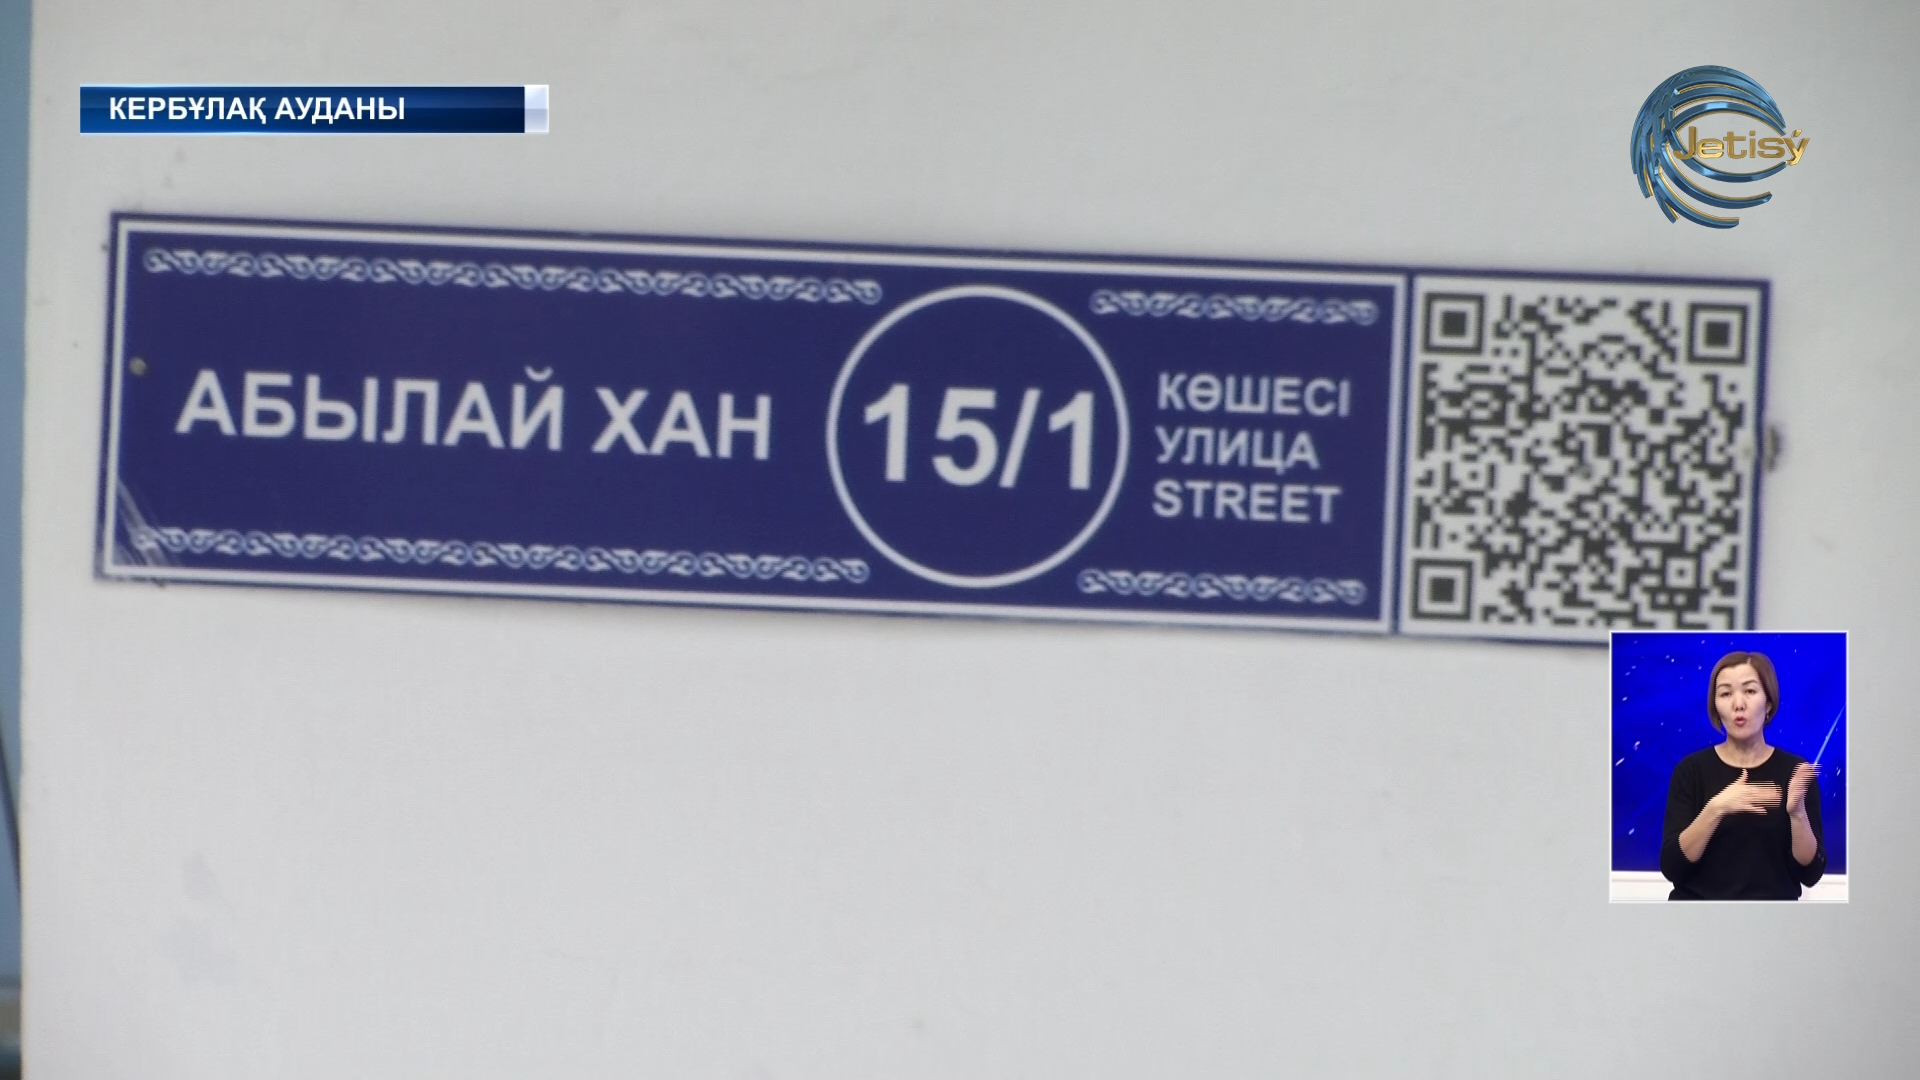 КЕРБҰЛАҚ АУДАНЫ
Jetisý
АБЫЛАЙ ХАН
15/1
КӨШЕСІ
УЛИЦА
STREET